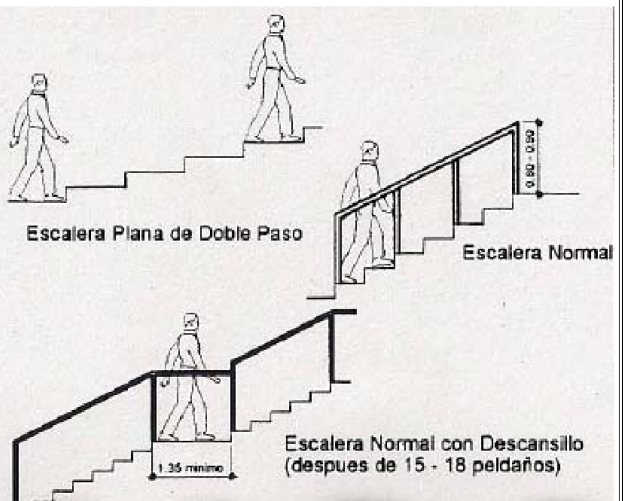 Escalera Plana de Doble Paso
0.80 - 0.90
Escalera Normal
1.35 minimo
Escalera Normal con Descansillo
(despues de 15 - 18 peldaños)